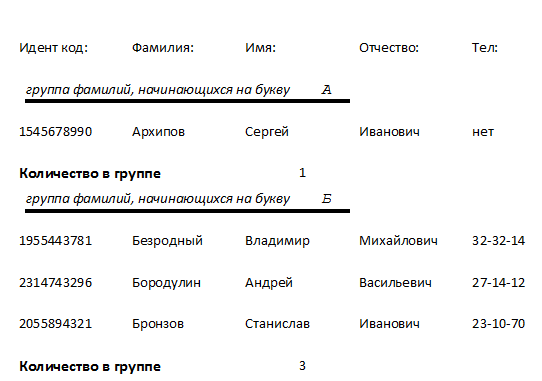 Идент код: Фамилия: Имя: Отчество: Тел:
группа фамилий, начинающихся на букву А
1545678990 Архипов Сергей Иванович нет
Количество в группе 1
группа фамилий, начинающихся на букву Б
1955443781 Безродный Владимир Михайлович 32-32-14
2314743296 Бородулин Андрей Васильевич 27-14-12
2055894321 Бронзов Станислав Иванович 23-10-70
Количество в группе 3